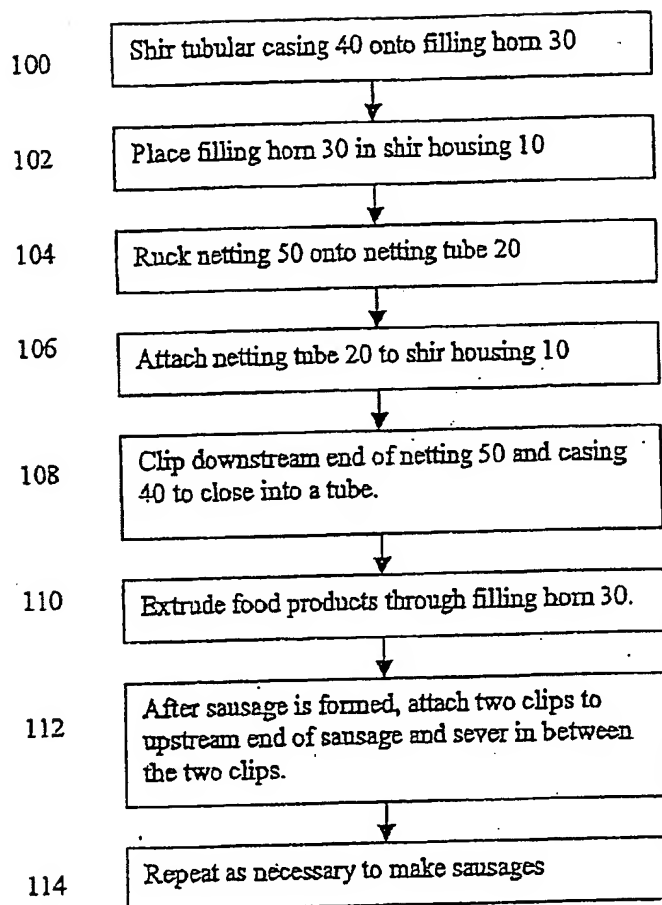 100
Shir tubular casing 40 onto filling horn 30
102
Place filling horn 30 in shir housing 10
104
Ruck netting 50 onto netting tube 20
106
Attach netting tube 20 to shir housing 10
108
Clip downstream end of netting 50 and casing
40 to close into a tube.
110
Extrude food products through filling horn 30.
112
After sausage is formed, attach two clips to
upstream end of sausage and sever in between
the two clips.
114
Repeat as necessary to make sausages